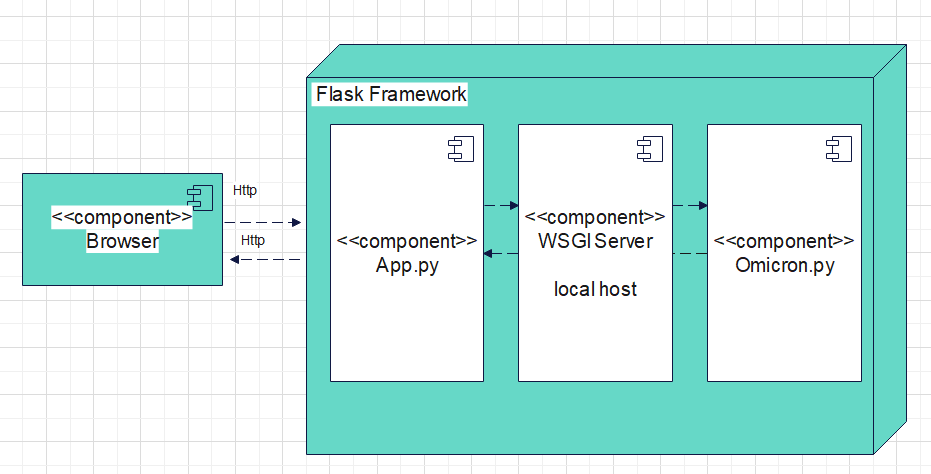 Flask Framework
Http
<<component>>
Browser
Http
<<component>>
App.py
<<component>>
WSGI Server
local host
<<component>>
Omicron.py